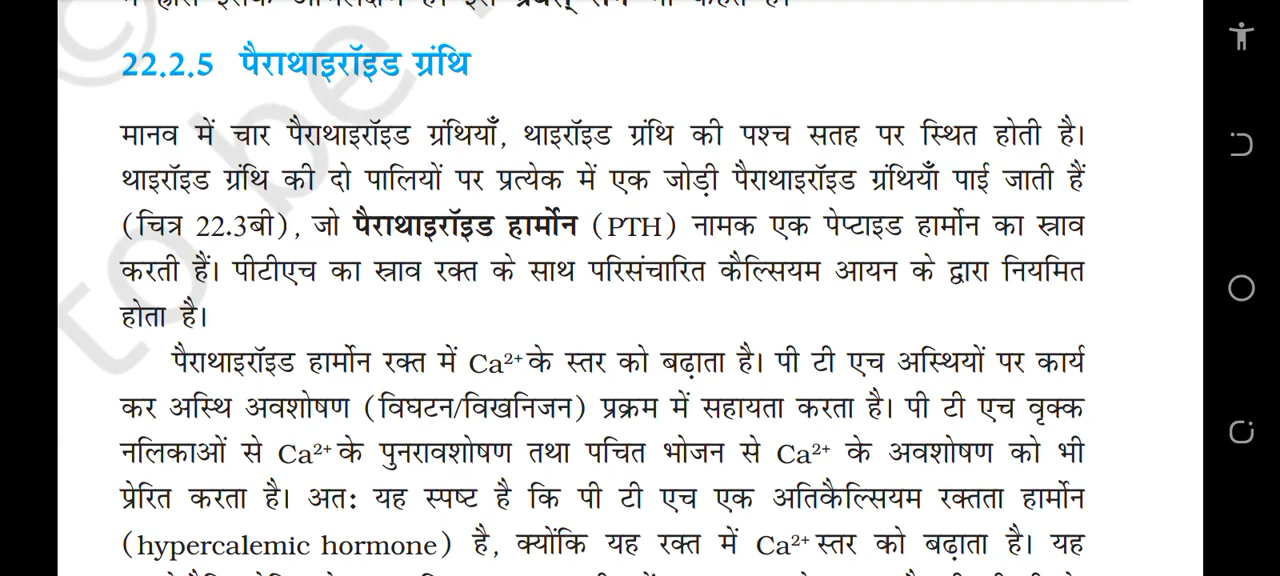 22.2.5 पैराथाइरॉइड ग्रंथि
मानव में चार पैराथाइरॉइड ग्रंथियाँ, थाइरॉइड ग्रंथि की पश्च सतह पर स्थित होती है।
थाइरॉइड ग्रंथि की दो पालियों पर प्रत्येक में एक जोड़ी पैराथाइरॉइड ग्रंथियाँ पाई जाती हैं
(चित्र 22.3बी), जो पैराथाइरॉइड हार्मोन (PTH) नामक एक पेप्टाइड हार्मोन का स्राव
करती हैं। पीटीएच का स्राव रक्त के साथ परिसंचारित कैल्सियम आयन के द्वारा नियमित
होता है।
पैराथाइरॉइड हार्मोन रक्त में Ca²⁺ के स्तर को बढ़ाता है। पी टी एच अस्थियों पर कार्य
कर अस्थि अवशोषण (विघटन/विखनिजन) प्रक्रम में सहायता करता है। पी टी एच वृक्क
नलिकाओं से Ca²⁺ के पुनरावशोषण तथा पचित भोजन से Ca²⁺ के अवशोषण को भी
प्रेरित करता है। अत: यह स्पष्ट है कि पी टी एच एक अतिकैल्सियम रक्तता हार्मोन
(hypercalemic hormone) है, क्योंकि यह रक्त में Ca²⁺ स्तर को बढ़ाता है। यह
© to be